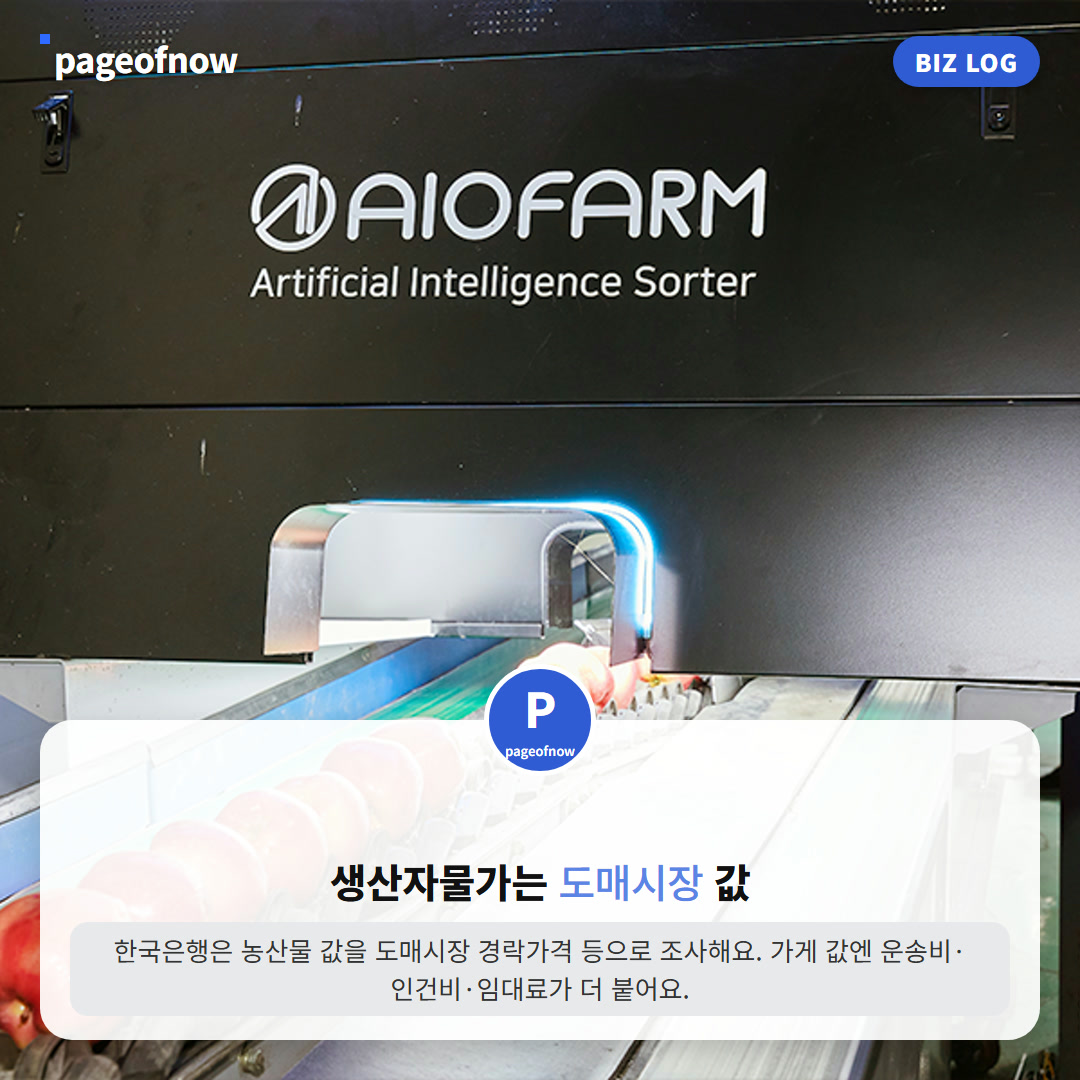 pageofnow
BIZ LOG
AIOFARM
Artificial Intelligence Sorter
P
pageofnow
생산자물가는 도매시장 값
한국은행은 농산물 값을 도매시장 경락가격 등으로 조사해요. 가게 값엔 운송비·
인건비·임대료가 더 붙어요.